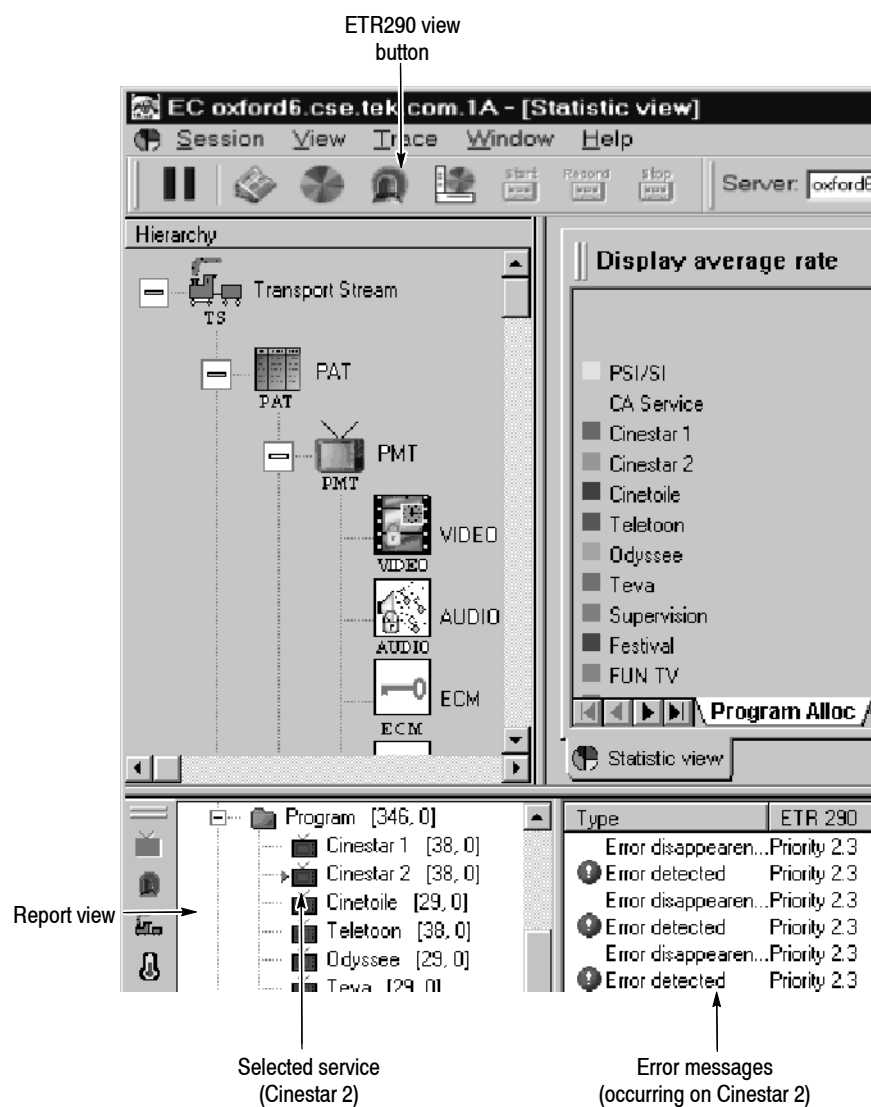 ETR290 view
button
EC oxford6.cse.tek.com.1A - [Statistic view]
Session View Trace Window Help
Start Record Stop Server: oxford6
Hierarchy
Transport Stream
TS
PAT
PAT
PMT
PMT
VIDEO
VIDEO
AUDIO
AUDIO
ECM
ECM
Display average rate
PSI/SI
CA Service
Cinestar 1
Cinestar 2
Cinetoile
Teletoon
Odyssee
Teva
Supervision
Festival
FUN TV
Program Alloc
Statistic view
Report view
Program [346, 0]
Cinestar 1 [38, 0]
Cinestar 2 [38, 0]
Cinetoile [29, 0]
Teletoon [38, 0]
Odyssee [29, 0]
Teva [29, 0]
Type ETR 290
Error disappearen... Priority 2.3
Error detected Priority 2.3
Error disappearen... Priority 2.3
Error detected Priority 2.3
Error disappearen... Priority 2.3
Error detected Priority 2.3
Selected service
(Cinestar 2)
Error messages
(occurring on Cinestar 2)